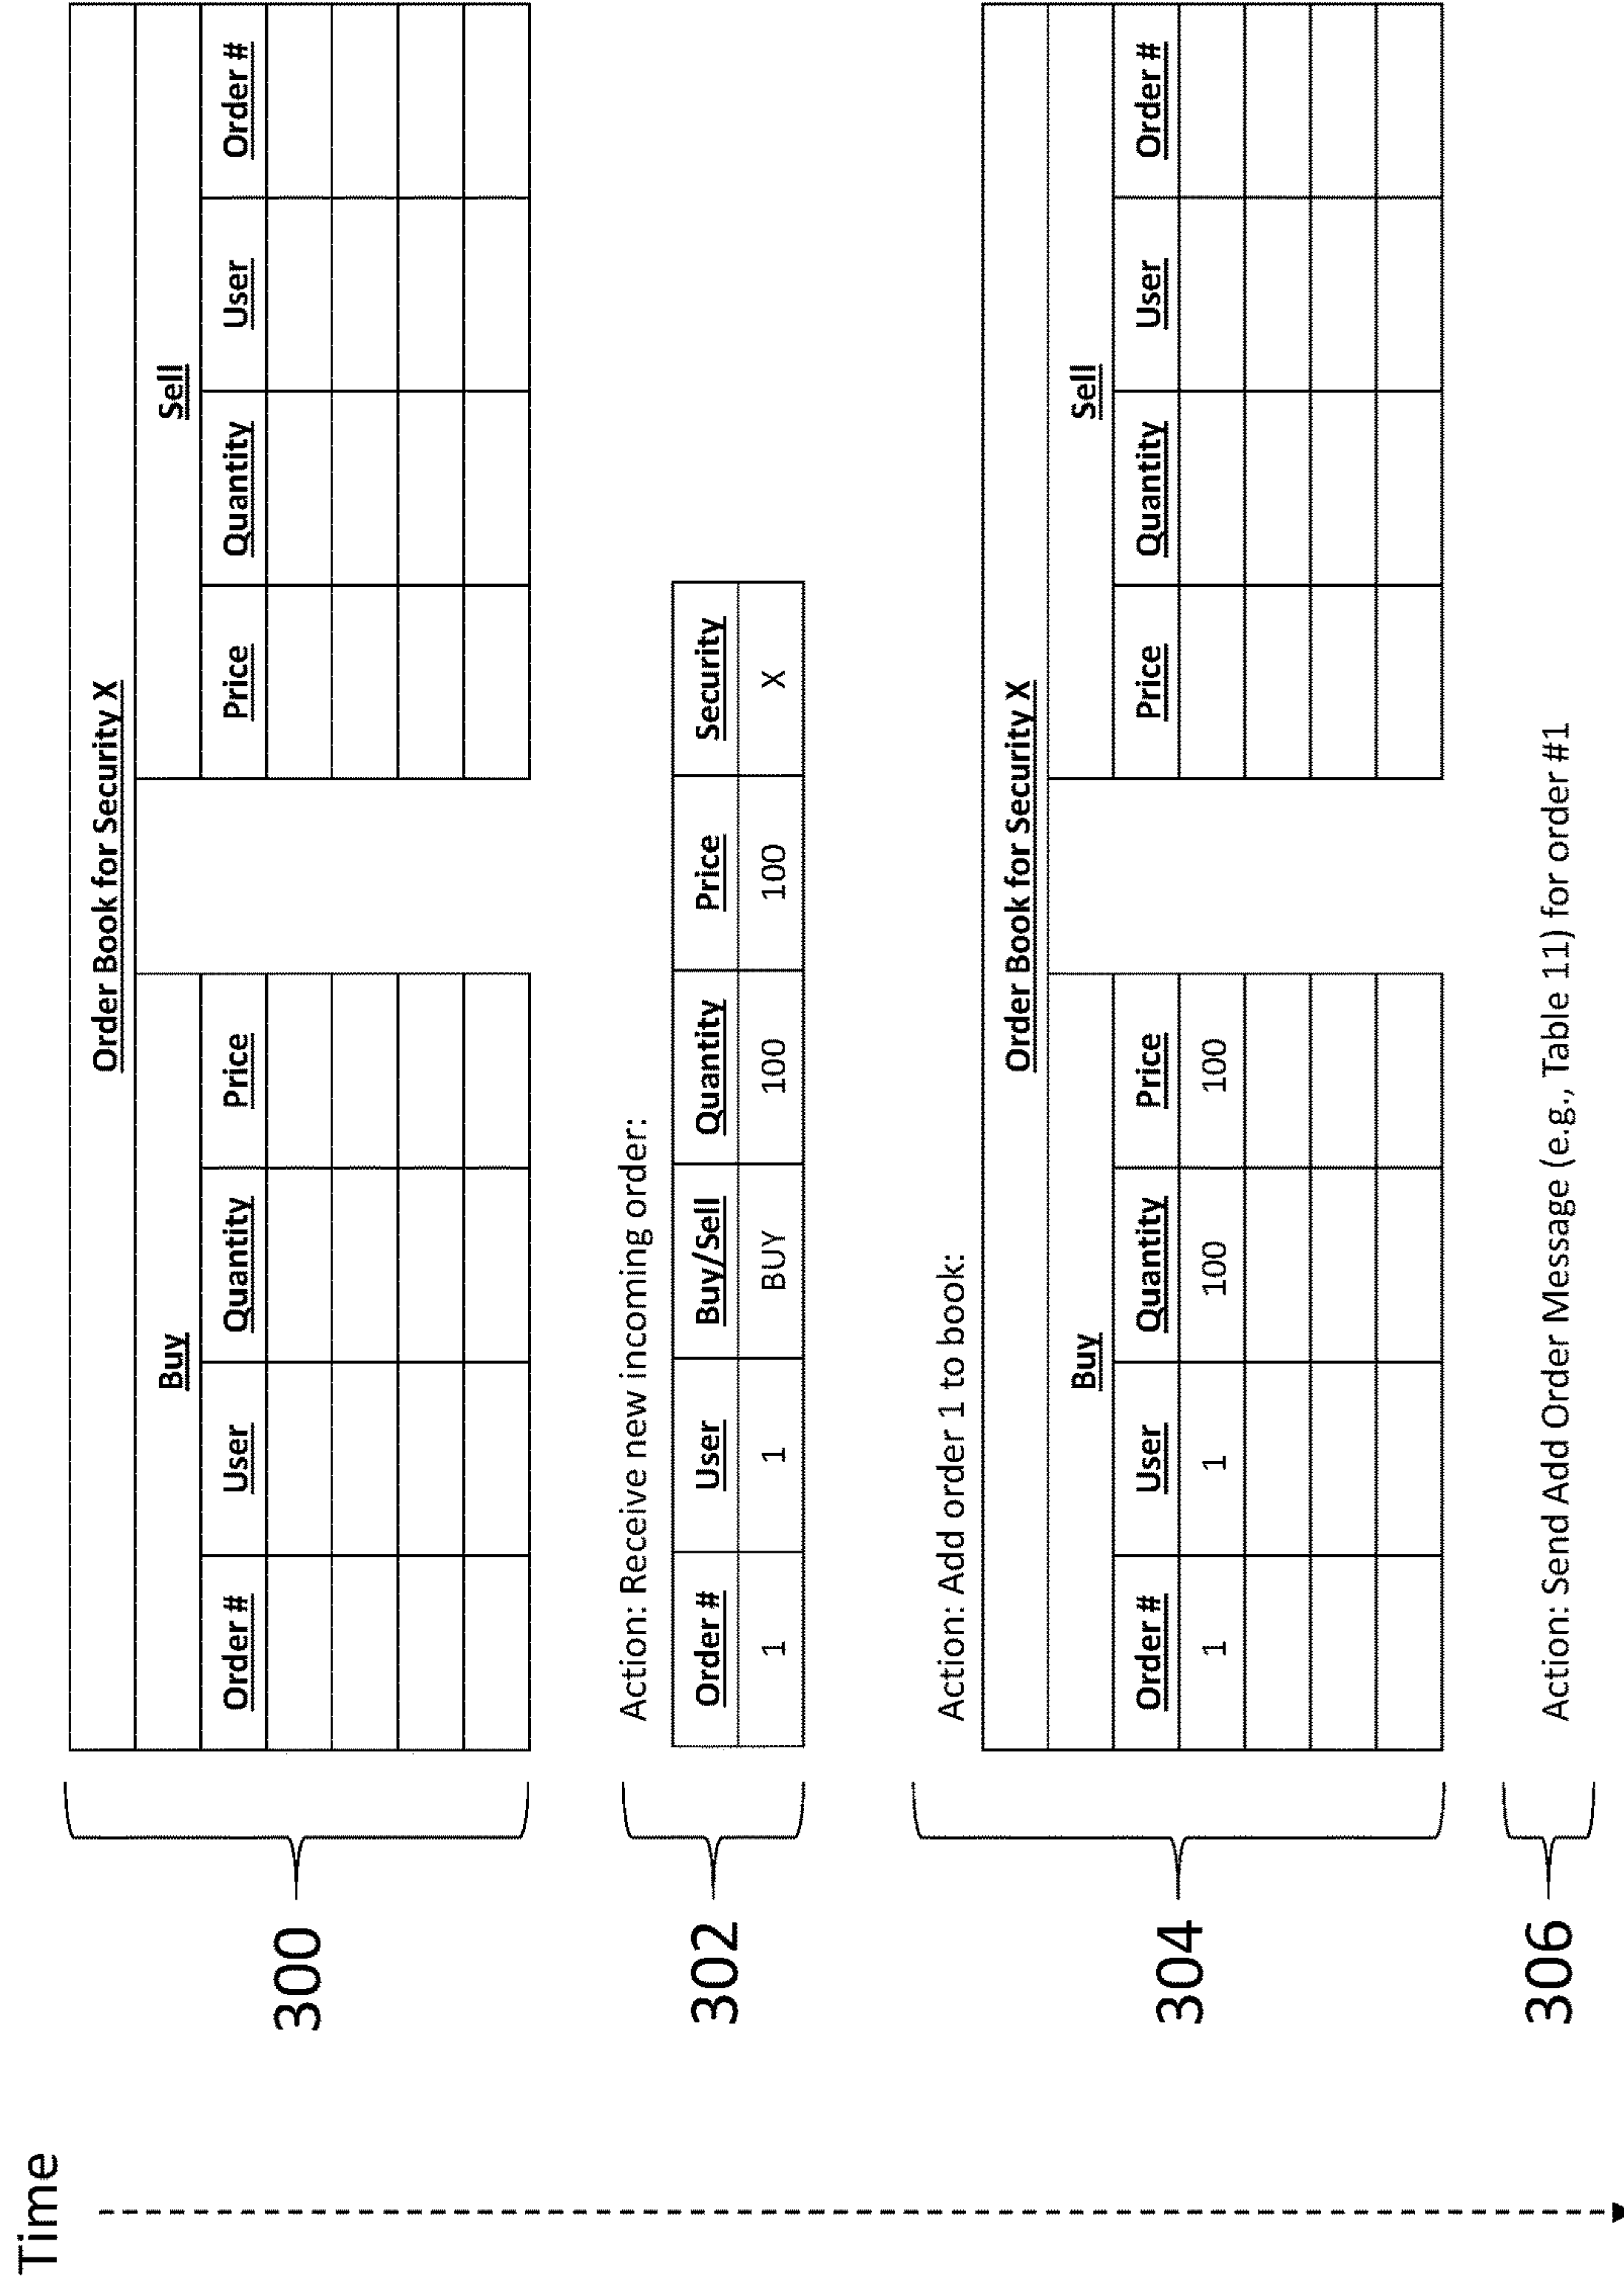 Time
300
Order Book for Security X
Buy Sell
Order # User Quantity Price Price Quantity User Order #
302
Action: Receive new incoming order:
Order # User Buy/Sell Quantity Price Security
1 1 BUY 100 100 X
304
Action: Add order 1 to book:
Order Book for Security X
Buy Sell
Order # User Quantity Price Price Quantity User Order #
1 1 100 100
306
Action: Send Add Order Message (e.g., Table 11) for order #1